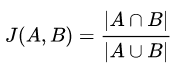 J(A, B) = |A ∩ B| / |A ∪ B|